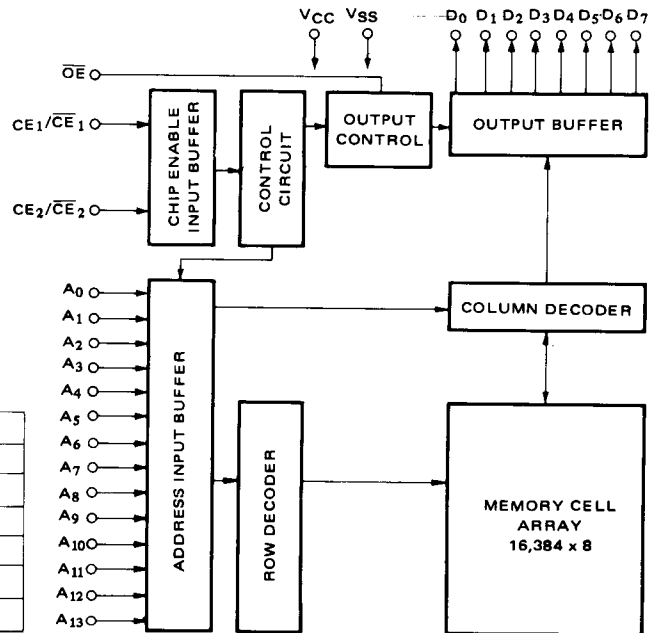 VCC VSS D0 D1 D2 D3 D4 D5 D6 D7
OE
CE1/CE1
CE2/CE2
CHIP ENABLE
INPUT BUFFER
CONTROL
CIRCUIT
OUTPUT
CONTROL
OUTPUT BUFFER
A0
A1
A2
A3
A4
A5
A6
A7
A8
A9
A10
A11
A12
A13
ADDRESS INPUT BUFFER
ROW DECODER
COLUMN DECODER
MEMORY CELL
ARRAY
16,384 x 8